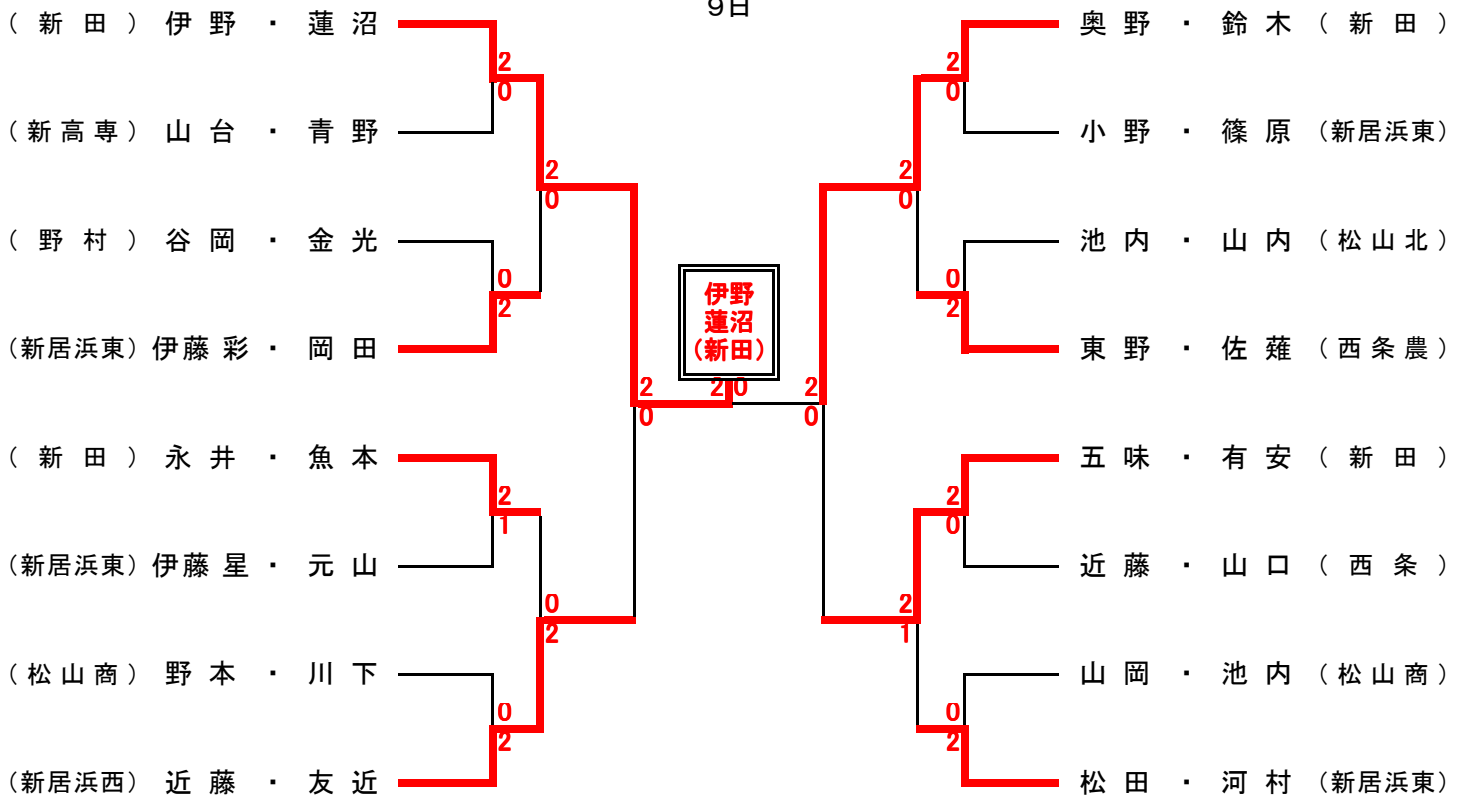 9日
(新田) 伊野・蓮沼
2
0
(新高専) 山台・青野
2
0
(野村) 谷岡・金光
0
2
(新居浜東) 伊藤彩・岡田
2
0
(新田) 永井・魚本
2
1
(新居浜東) 伊藤星・元山
0
2
(松山商) 野本・川下
0
2
(新居浜西) 近藤・友近
伊野
蓮沼
(新田)
2 0
奥野・鈴木 (新田)
2
0
小野・篠原 (新居浜東)
2
0
池内・山内 (松山北)
0
2
東野・佐薙 (西条農)
2
0
五味・有安 (新田)
2
0
近藤・山口 (西条)
2
1
山岡・池内 (松山商)
0
2
松田・河村 (新居浜東)